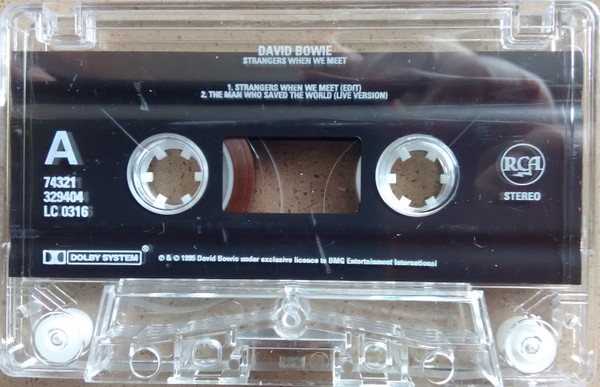 DAVID BOWIE
STRANGERS WHEN WE MEET
1. STRANGERS WHEN WE MEET (EDIT)
2. THE MAN WHO SAVED THE WORLD (LIVE VERSION)
A
74321
329404
LC 0316
RCA
STEREO
DOLBY SYSTEM®
℗ & © 1995 David Bowie under exclusive licence to BMG Entertainment International